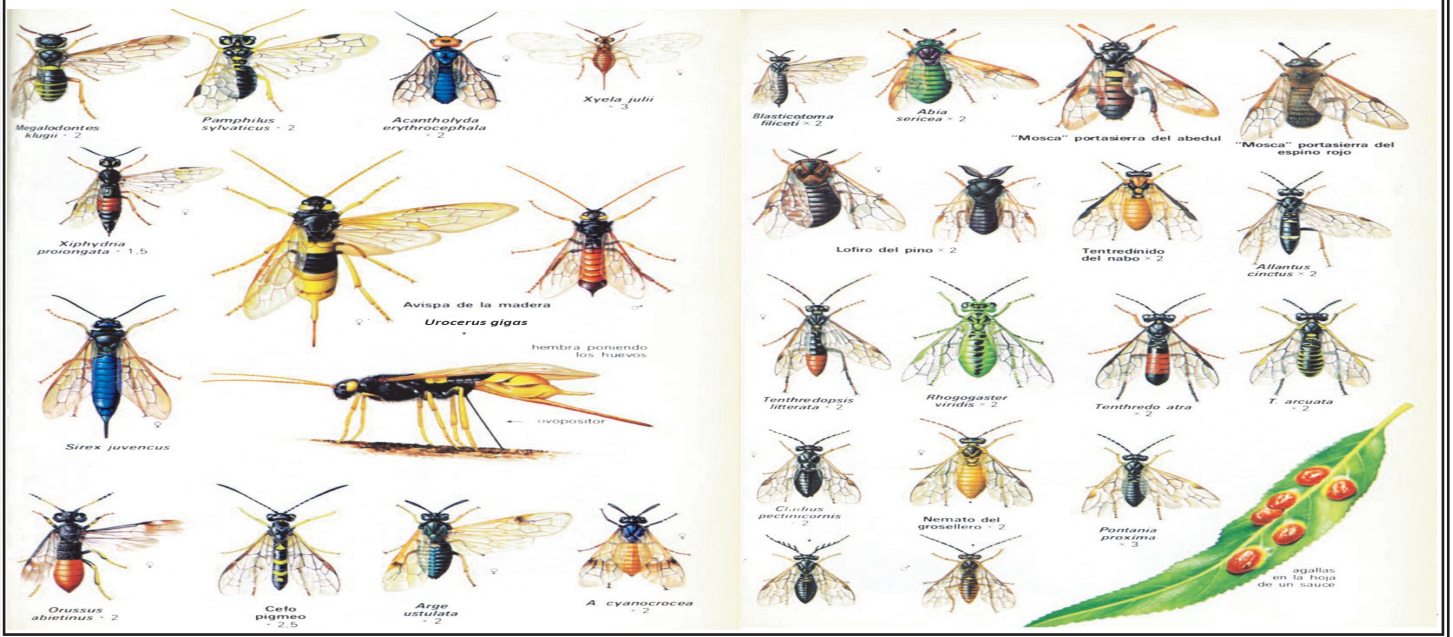 Megalodontes
klugii × 2
Pamphilus
sylvaticus × 2
Acantholyda
erythrocephala
× 2
♀
Xyela julii
× 3
♀
Xiphydria
proiongata × 1,5
♀
Avispa de la madera
Urocerus gigas
♀
♂
hembra poniendo
los huevos
ovopositor
Sirex juvencus
♀
Orussus
abietinus × 2
♀
Cefo
pigmeo
× 2,5
Arge
ustulata
× 2
♀
A. cyanocrocea
× 2
♀
Blasticotoma
filiceti × 2
Abia
sericea × 2
♀
"Mosca" portasierra del abedul
"Mosca" portasierra del
espino rojo
♀
♂
Lofiro del pino × 2
Tentredinido
del nabo × 2
Allantus
cinctus × 2
♀
Tenthredopsis
litterata × 2
Rhogogaster
viridis × 2
Tenthredo atra
× 2
T. arcuata
× 2
♀
Cladius
pectinicornis
× 2
♀
Nemato del
grosellero × 2
♂
Pontania
proxima
× 3
agallas
en la hoja
de un sauce